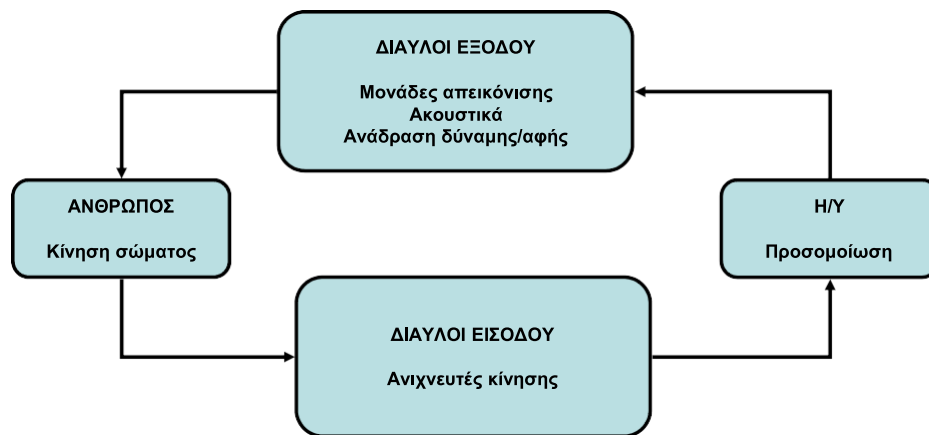 ΔΙΑΥΛΟΙ ΕΞΟΔΟΥ
Μονάδες απεικόνισης
Ακουστικά
Ανάδραση δύναμης/αφής
ΑΝΘΡΩΠΟΣ
Κίνηση σώματος
Η/Υ
Προσομοίωση
ΔΙΑΥΛΟΙ ΕΙΣΟΔΟΥ
Ανιχνευτές κίνησης